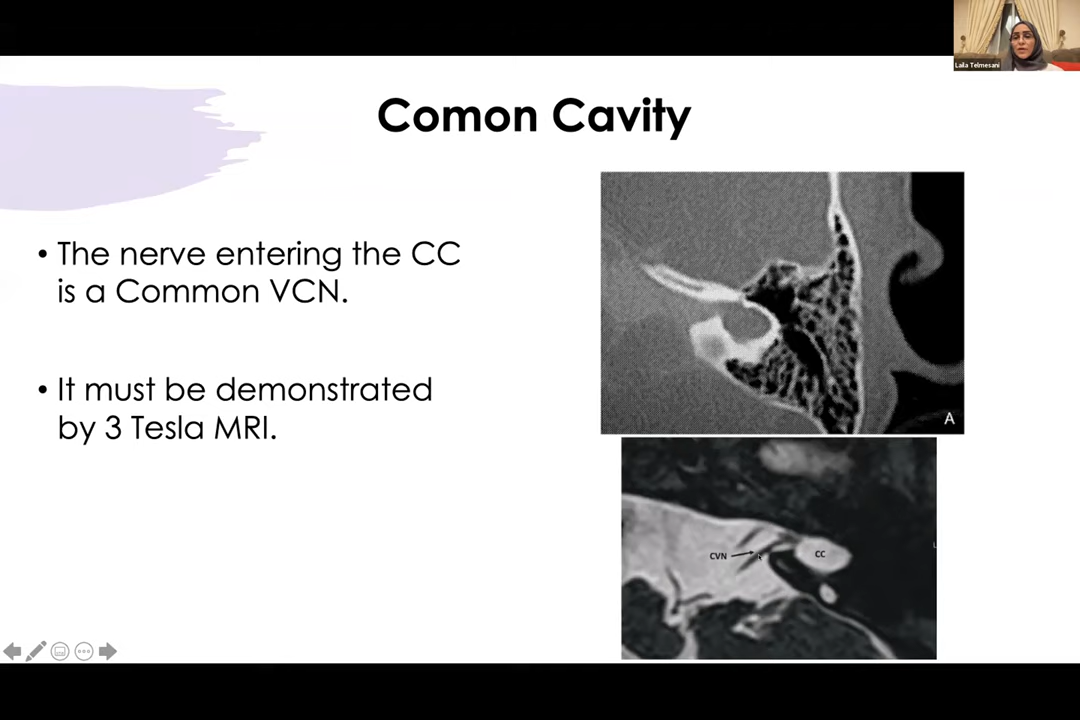 Laila Telmesani
Comon Cavity
• The nerve entering the CC
is a Common VCN.
• It must be demonstrated
by 3 Tesla MRI.
A
CVN
CC
L